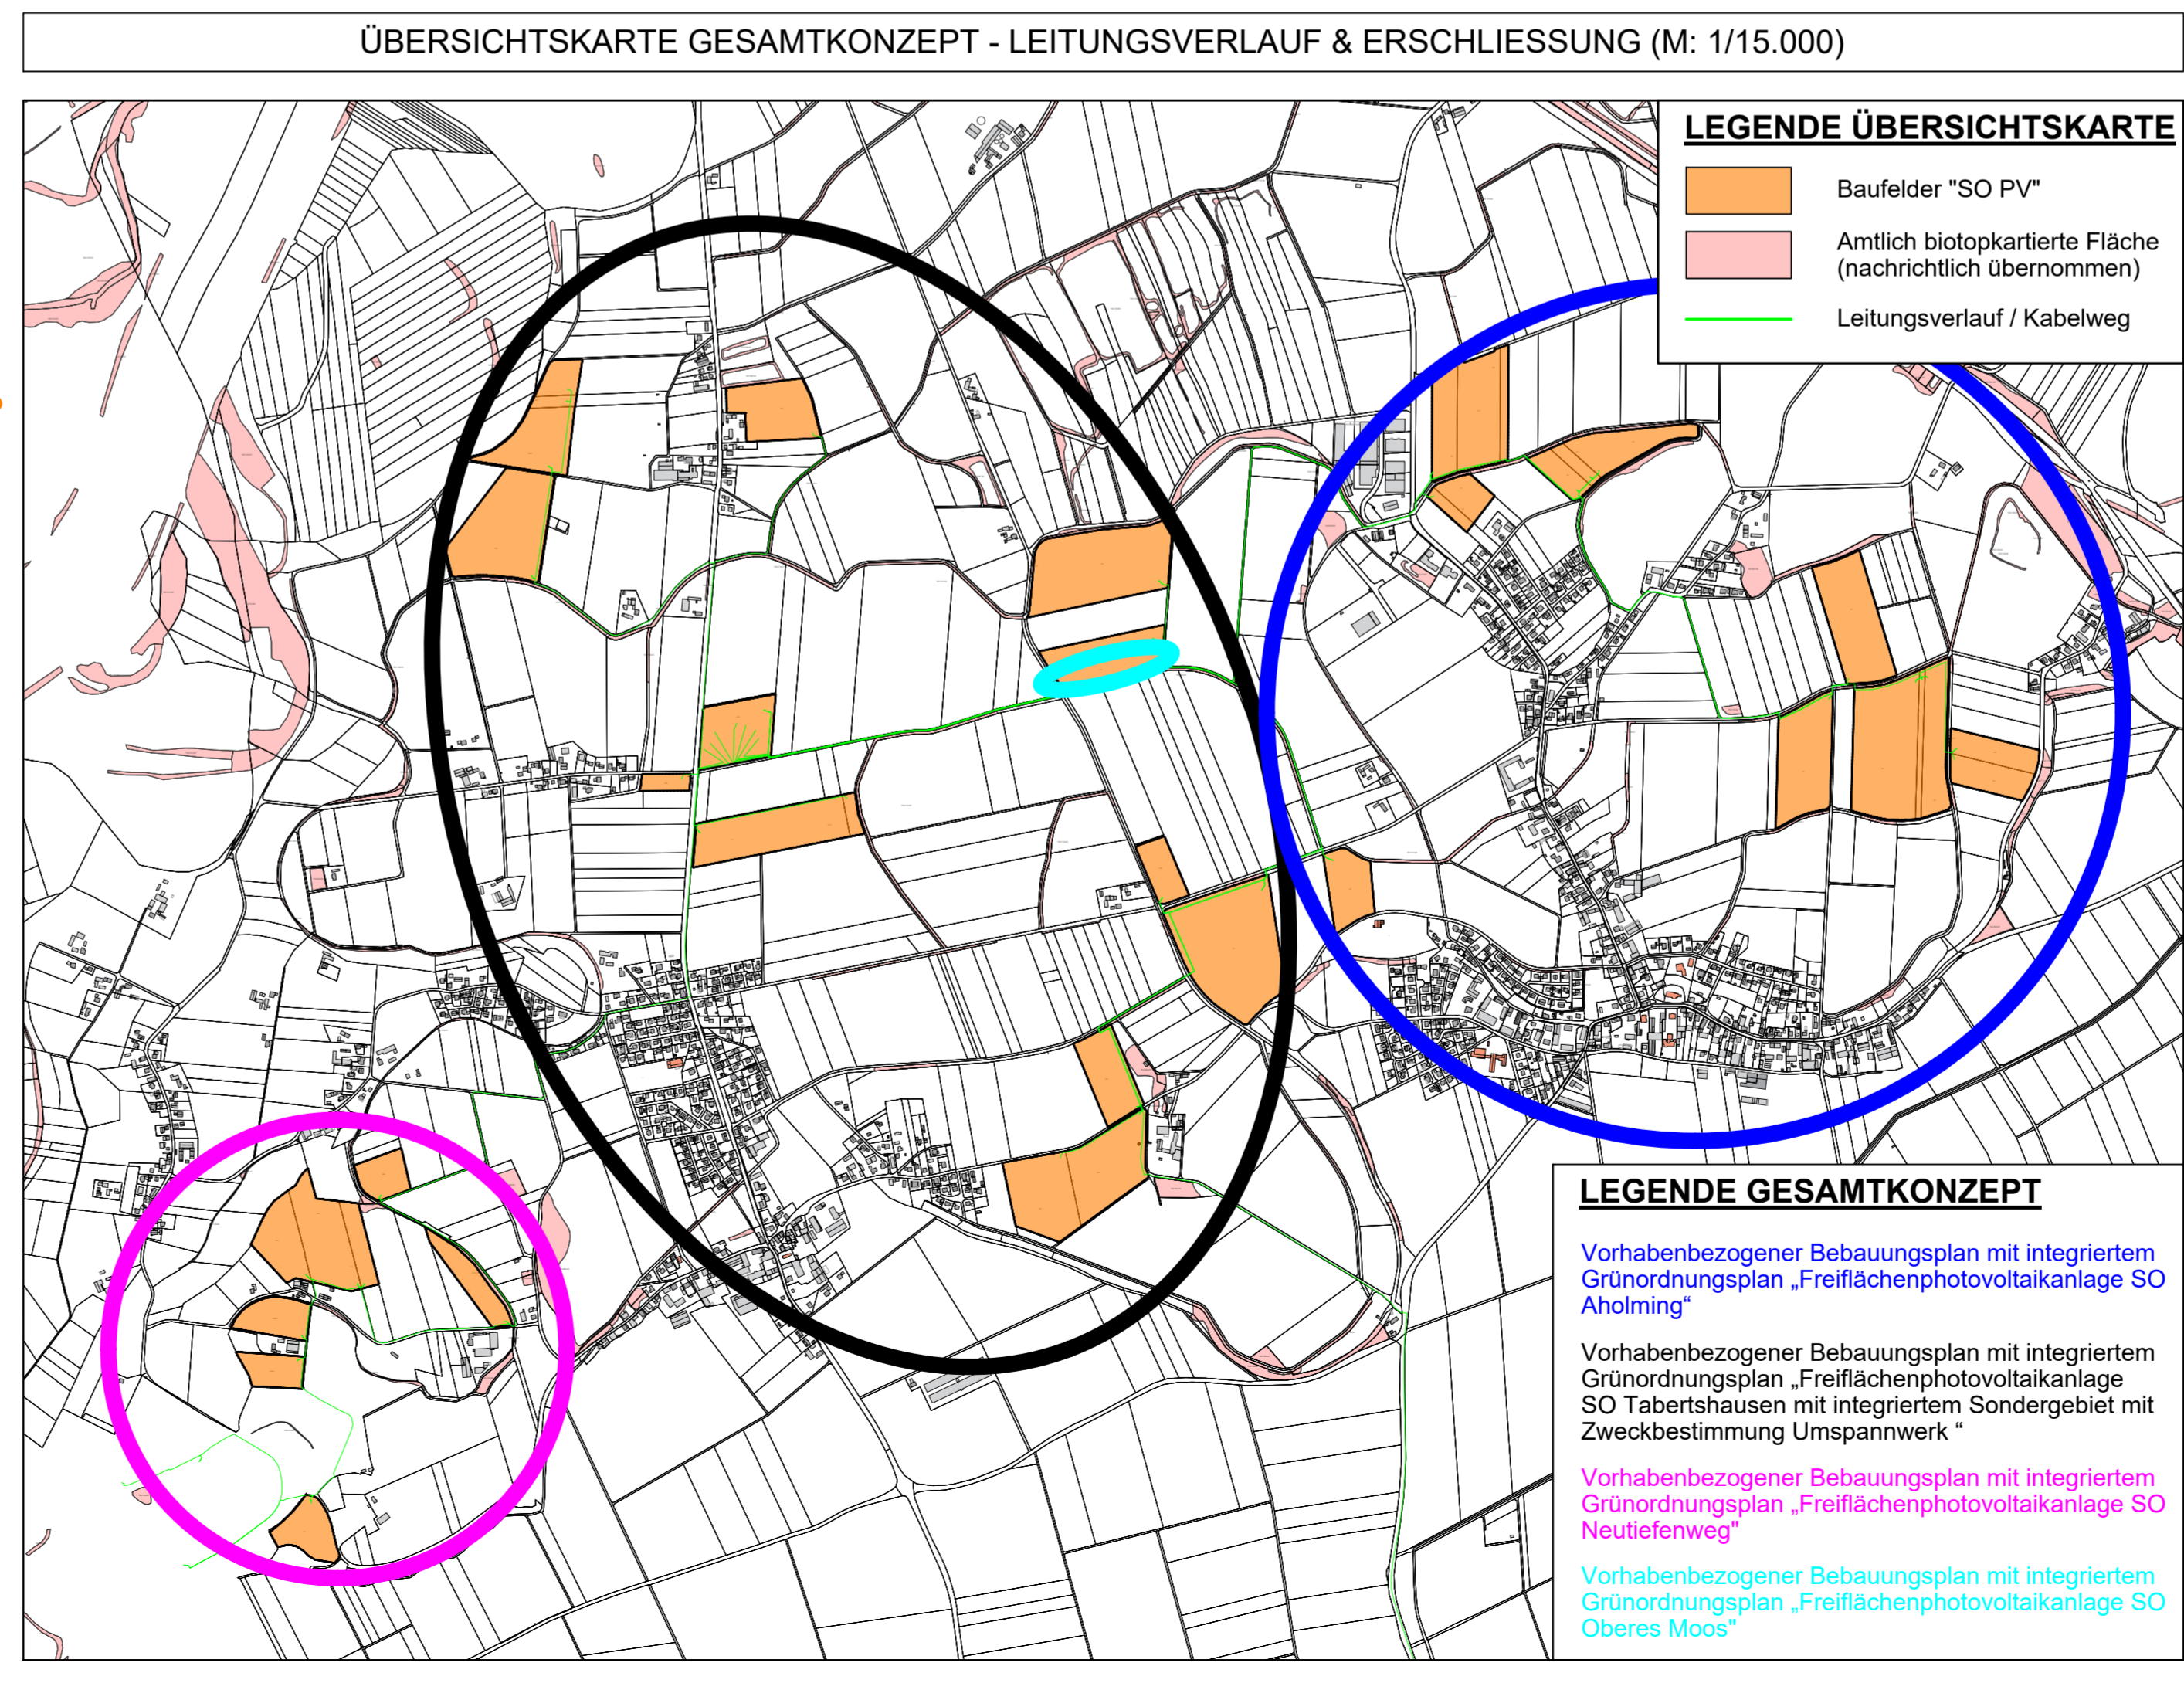 ÜBERSICHTSKARTE GESAMTKONZEPT - LEITUNGSVERLAUF & ERSCHLIESSUNG (M: 1/15.000)
LEGENDE ÜBERSICHTSKARTE
Baufelder "SO PV"
Amtlich biotopkartierte Fläche
(nachrichtlich übernommen)
Leitungsverlauf / Kabelweg
LEGENDE GESAMTKONZEPT
Vorhabenbezogener Bebauungsplan mit integriertem
Grünordnungsplan „Freiflächenphotovoltaikanlage SO
Aholming“
Vorhabenbezogener Bebauungsplan mit integriertem
Grünordnungsplan „Freiflächenphotovoltaikanlage
SO Tabertshausen mit integriertem Sondergebiet mit
Zweckbestimmung Umspannwerk “
Vorhabenbezogener Bebauungsplan mit integriertem
Grünordnungsplan „Freiflächenphotovoltaikanlage SO
Neutiefenweg"
Vorhabenbezogener Bebauungsplan mit integriertem
Grünordnungsplan „Freiflächenphotovoltaikanlage SO
Oberes Moos"